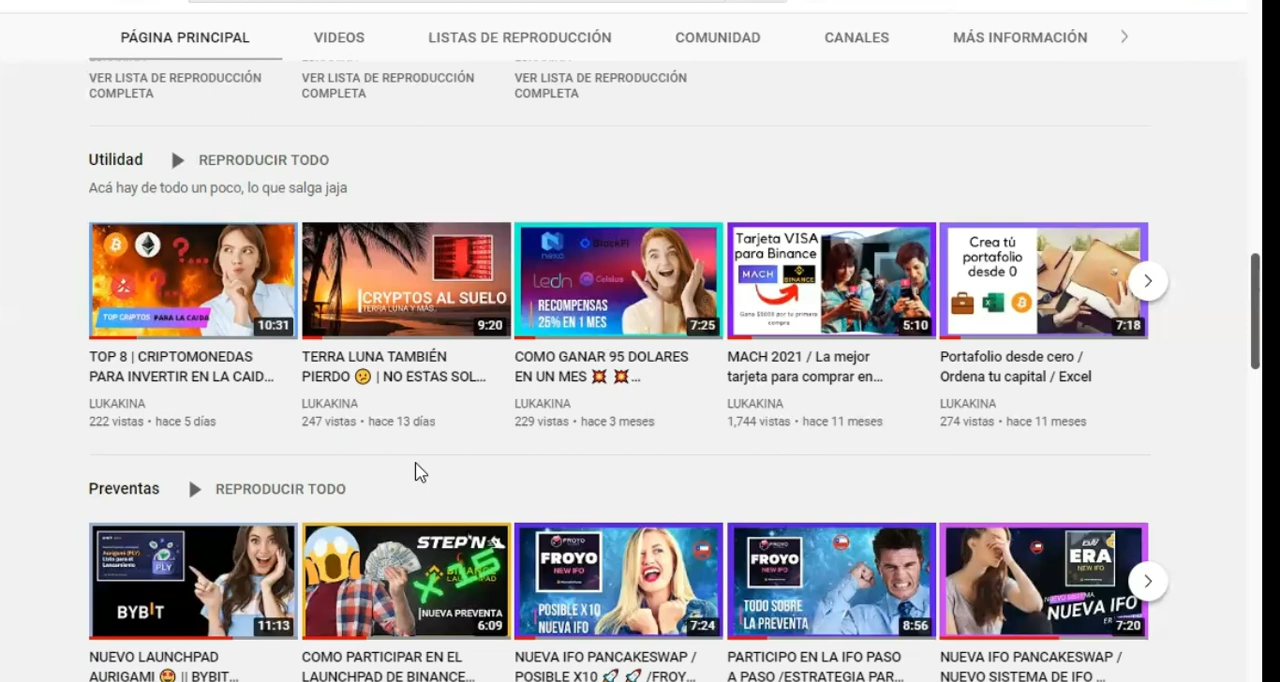 PÁGINA PRINCIPAL VIDEOS LISTAS DE REPRODUCCIÓN COMUNIDAD CANALES MÁS INFORMACIÓN
VER LISTA DE REPRODUCCIÓN
COMPLETA
VER LISTA DE REPRODUCCIÓN
COMPLETA
VER LISTA DE REPRODUCCIÓN
COMPLETA
Utilidad REPRODUCIR TODO
Acá hay de todo un poco, lo que salga jaja
TOP CRIPTOS PARA LA CAIDA
10:31
CRYPTOS AL SUELO
TERRA LUNA Y MÁS.
9:20
nexo BlockFi
Ledn Celsius
RECOMPENSAS
25% EN 1 MES
7:25
Tarjeta VISA
para Binance
MACH BINANCE
Gana $5000 por tu primera
compra
5:10
Crea tú
portafolio
desde 0
7:18
TOP 8 | CRIPTOMONEDAS
PARA INVERTIR EN LA CAID...
LUKAKINA
222 vistas • hace 5 días
TERRA LUNA TAMBIÉN
PIERDO 😕 | NO ESTAS SOL...
LUKAKINA
247 vistas • hace 13 días
COMO GANAR 95 DOLARES
EN UN MES 💥 💥...
LUKAKINA
229 vistas • hace 3 meses
MACH 2021 / La mejor
tarjeta para comprar en...
LUKAKINA
1,744 vistas • hace 11 meses
Portafolio desde cero /
Ordena tu capital / Excel
LUKAKINA
274 vistas • hace 11 meses
Preventas REPRODUCIR TODO
PLY
BYBIT
11:13
STEP'N
X15
NUEVA PREVENTA
6:09
FROYO
NEW IFO
POSIBLE X10
NUEVA IFO
7:24
FROYO
NEW IFO
TODO SOBRE
LA PREVENTA
8:56
ERA
NEW IFO
NUEVA IFO
7:20
NUEVO LAUNCHPAD
AURIGAMI 🤩 || BYBIT...
COMO PARTICIPAR EN EL
LAUNCHPAD DE BINANCE...
NUEVA IFO PANCAKESWAP /
POSIBLE X10 🚀 🚀 /FROY...
PARTICIPO EN LA IFO PASO
A PASO /ESTRATEGIA PAR...
NUEVA IFO PANCAKESWAP /
NUEVO SISTEMA DE IFO ...